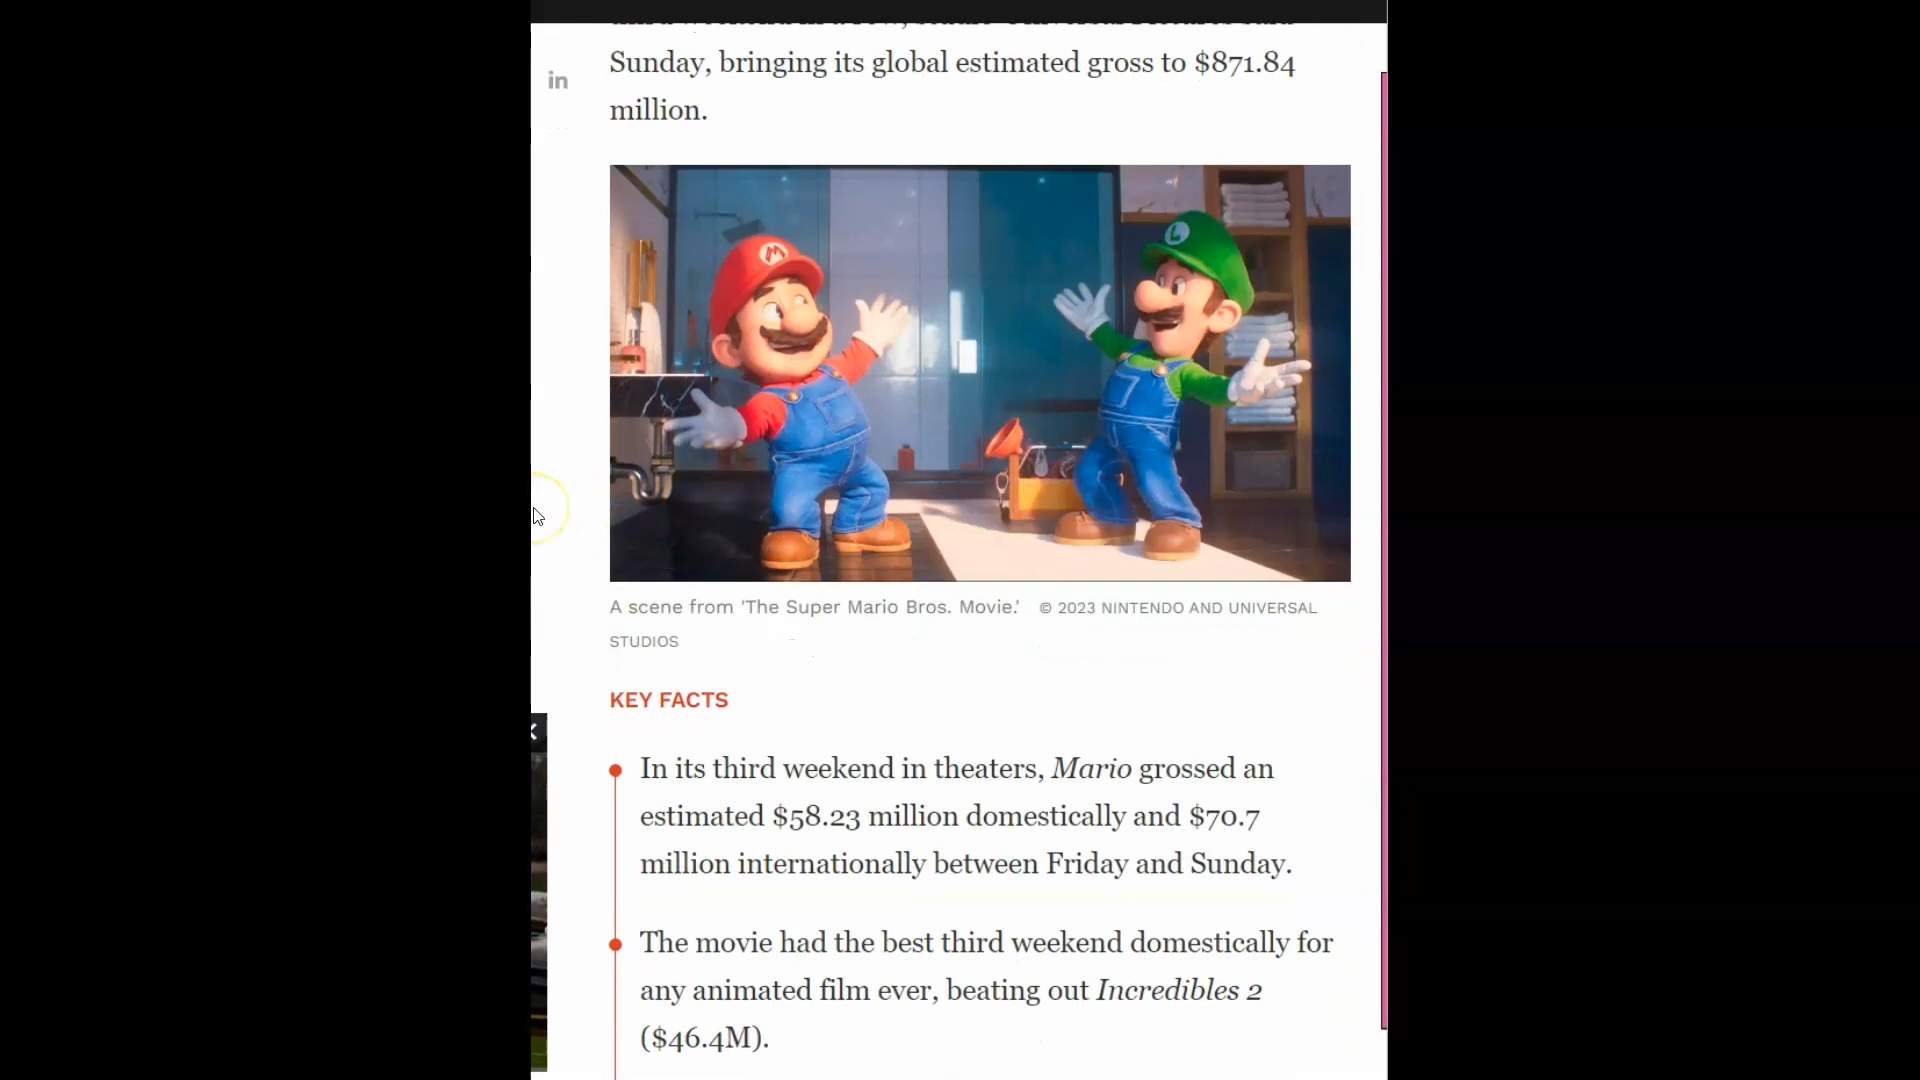 Sunday, bringing its global estimated gross to $871.84
in
million.
M
L
A scene from 'The Super Mario Bros. Movie.' © 2023 NINTENDO AND UNIVERSAL
STUDIOS
KEY FACTS
In its third weekend in theaters, Mario grossed an
estimated $58.23 million domestically and $70.7
million internationally between Friday and Sunday.
The movie had the best third weekend domestically for
any animated film ever, beating out Incredibles 2
($46.4M).